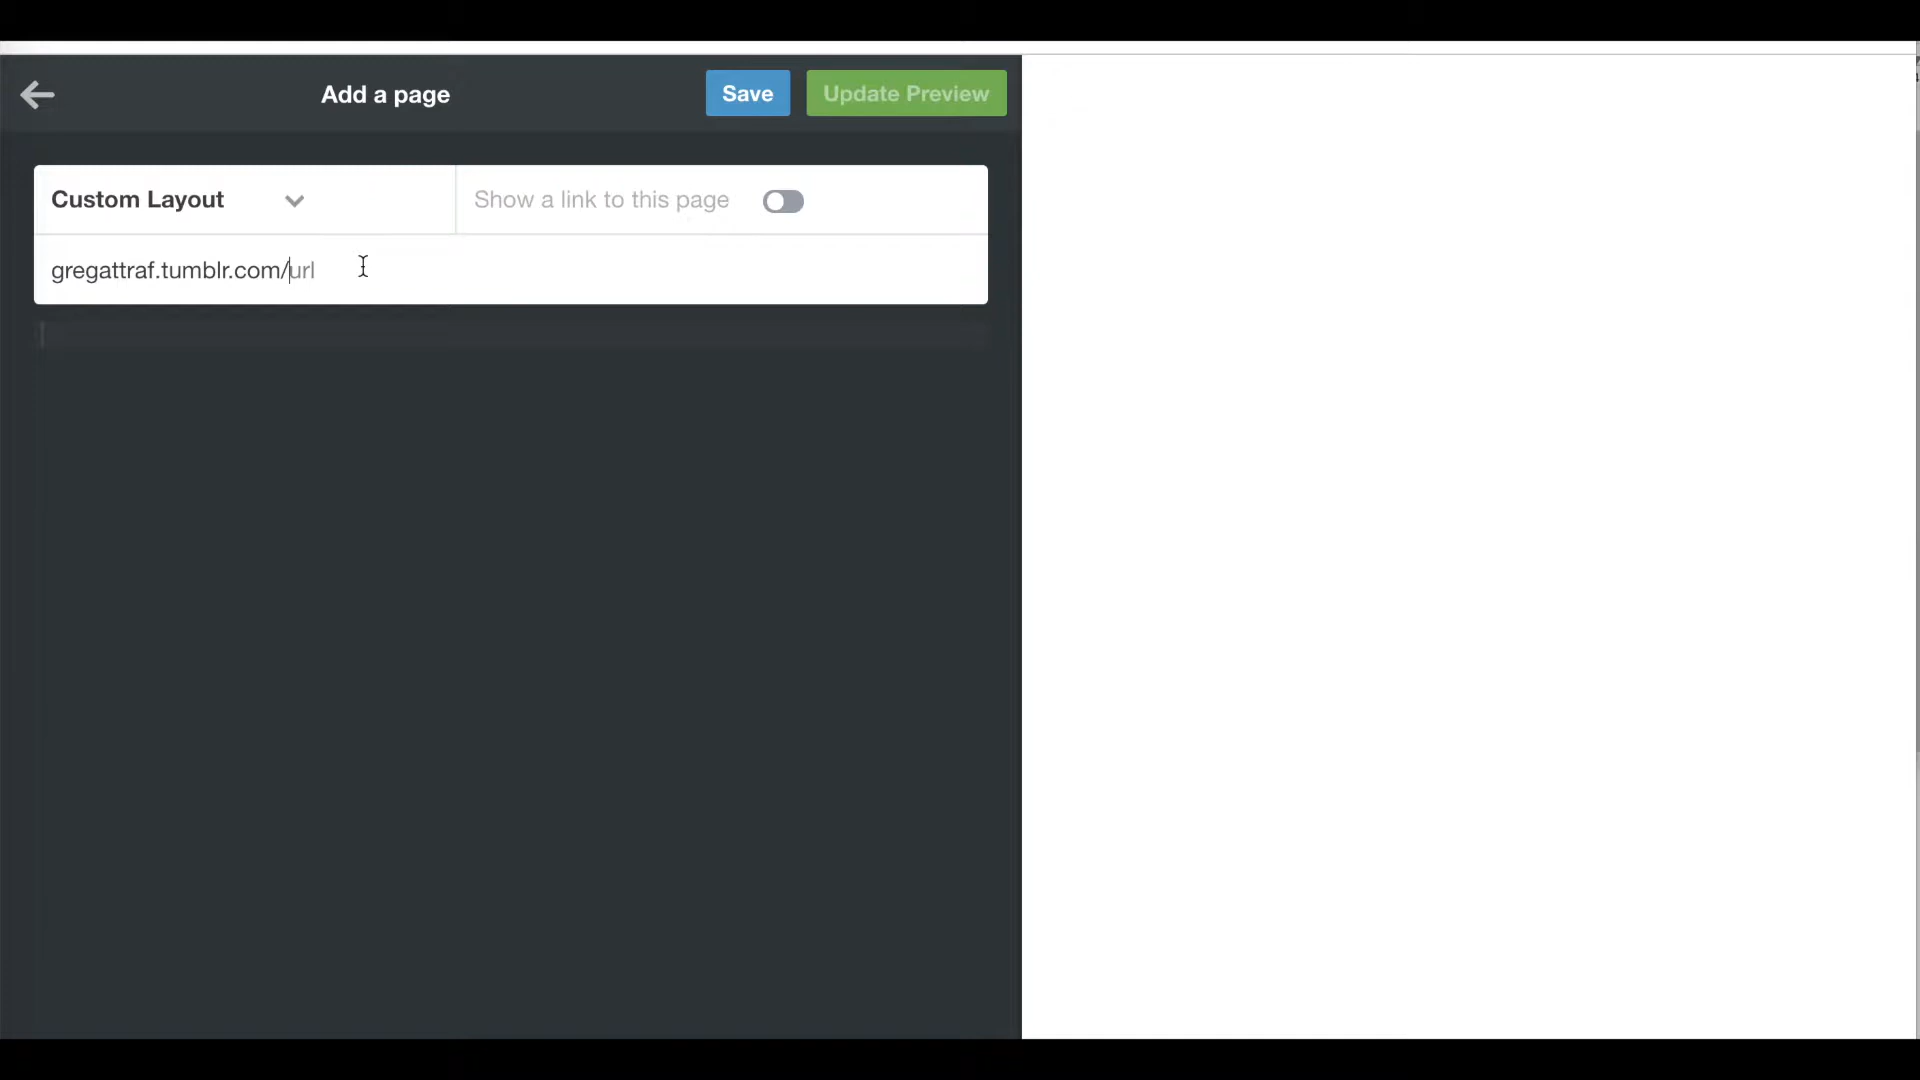 Add a page
Save
Update Preview
Custom Layout
Show a link to this page
gregattraf.tumblr.com/url